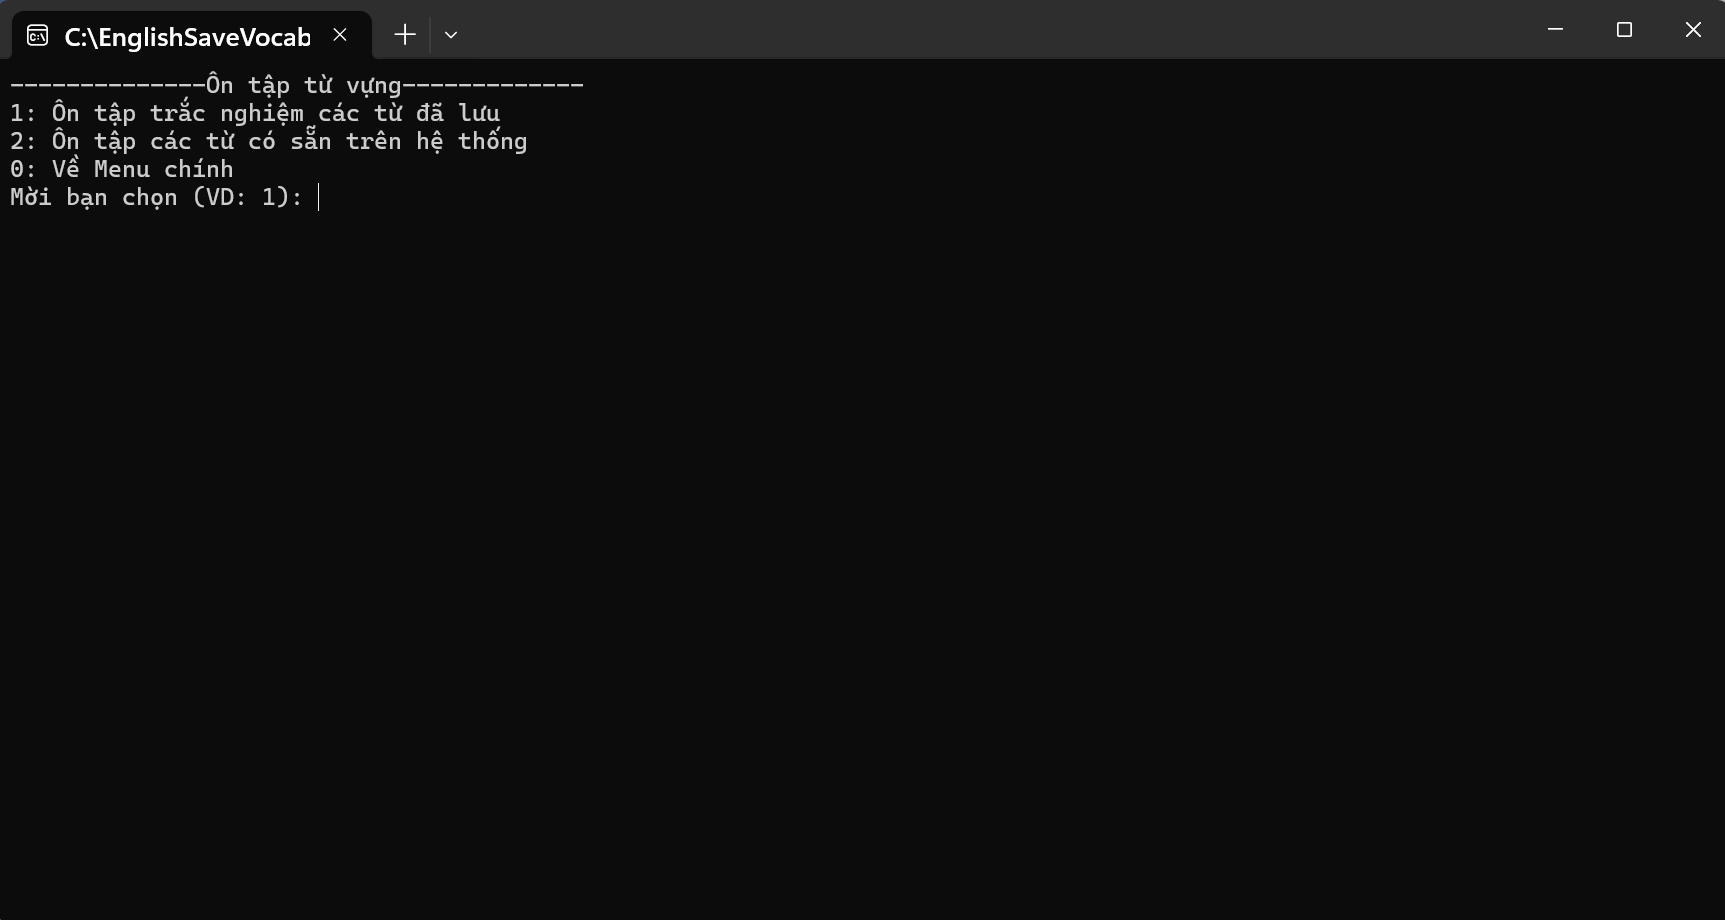 C:\EnglishSaveVocab
--------------Ôn tập từ vựng-------------
1: Ôn tập trắc nghiệm các từ đã lưu
2: Ôn tập các từ có sẵn trên hệ thống
0: Về Menu chính
Mời bạn chọn (VD: 1):